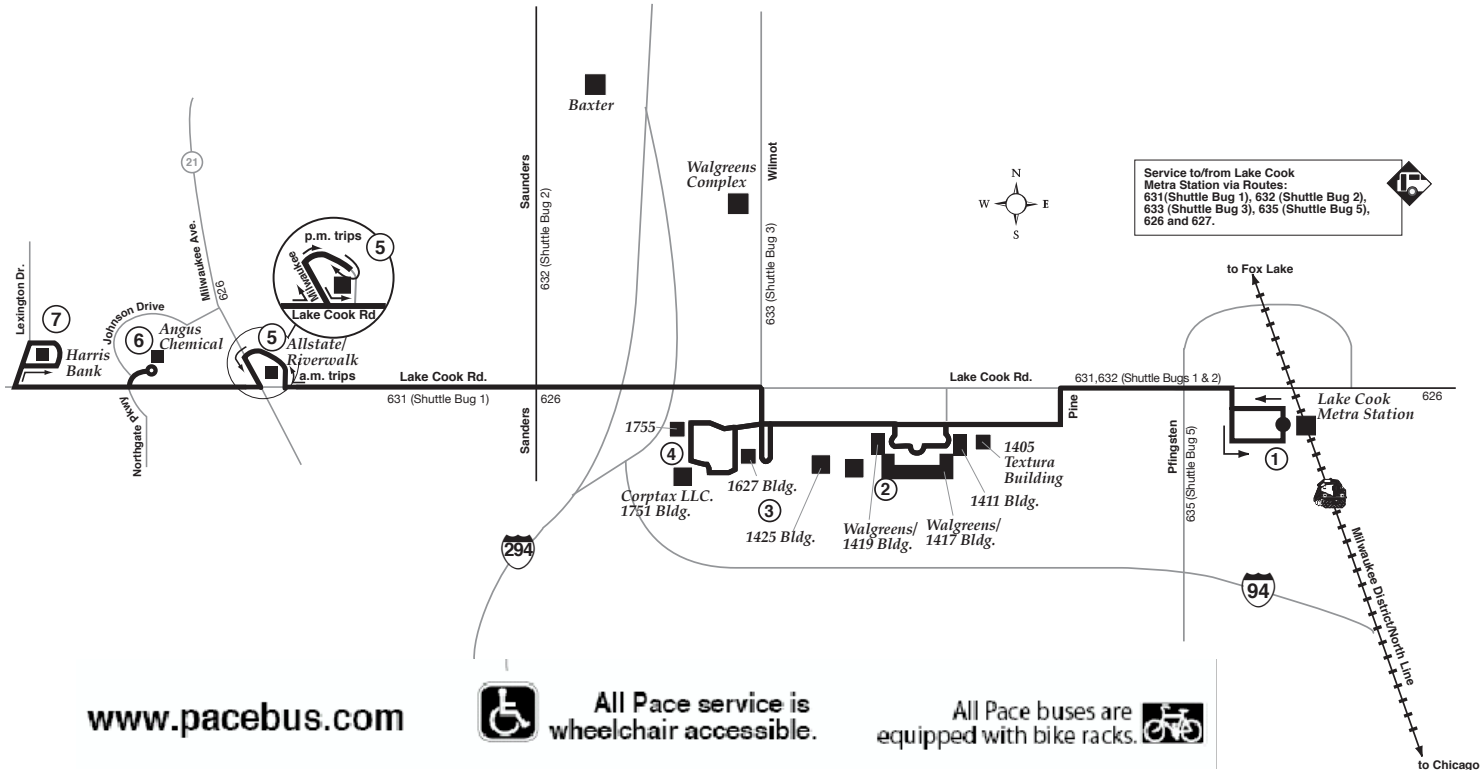 Baxter
Saunders
632 (Shuttle Bug 2)
Walgreens
Complex
Wilmot
633 (Shuttle Bug 3)
N
W
E
S
Service to/from Lake Cook
Metra Station via Routes:
631(Shuttle Bug 1), 632 (Shuttle Bug 2),
633 (Shuttle Bug 3), 635 (Shuttle Bug 5),
626 and 627.
21
Milwaukee Ave.
626
p.m. trips
5
Milwaukee
Lake Cook Rd
to Fox Lake
Lexington Dr.
7
Harris
Bank
Johnson Drive
6
Angus
Chemical
5
Allstate/
Riverwalk
a.m. trips
Northgate Pkwy
Lake Cook Rd.
631 (Shuttle Bug 1)
626
Sanders
Lake Cook Rd.
631,632 (Shuttle Bugs 1 & 2)
Pine
Pfingsten
635 (Shuttle Bug 5)
Lake Cook
Metra Station
626
1
1755
4
Corptax LLC.
1751 Bldg.
1627 Bldg.
3
1425 Bldg.
2
Walgreens/
1419 Bldg.
Walgreens/
1417 Bldg.
1411 Bldg.
1405
Textura
Building
294
94
Milwaukee District/North Line
to Chicago
www.pacebus.com
All Pace service is
wheelchair accessible.
All Pace buses are
equipped with bike racks.